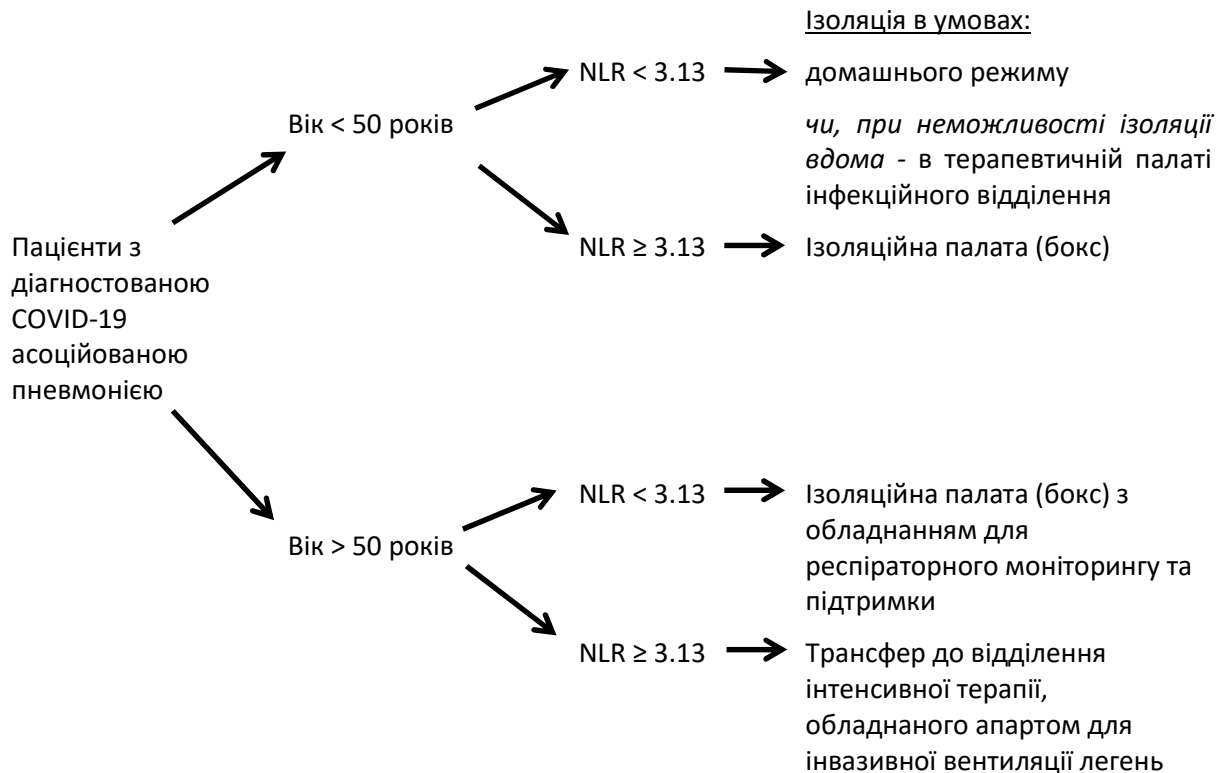 Ізоляція в умовах:
NLR < 3.13
домашнього режиму
Вік < 50 років
чи, при неможливості ізоляції
вдома - в терапевтичній палаті
інфекційного відділення
NLR ≥ 3.13
Ізоляційна палата (бокс)
Пацієнти з
діагностованою
COVID-19
асоційованою
пневмонією
Вік > 50 років
NLR < 3.13
Ізоляційна палата (бокс) з
обладнанням для
респіраторного моніторингу та
підтримки
NLR ≥ 3.13
Трансфер до відділення
інтенсивної терапії,
обладнаного апартом для
інвазивної вентиляції легень